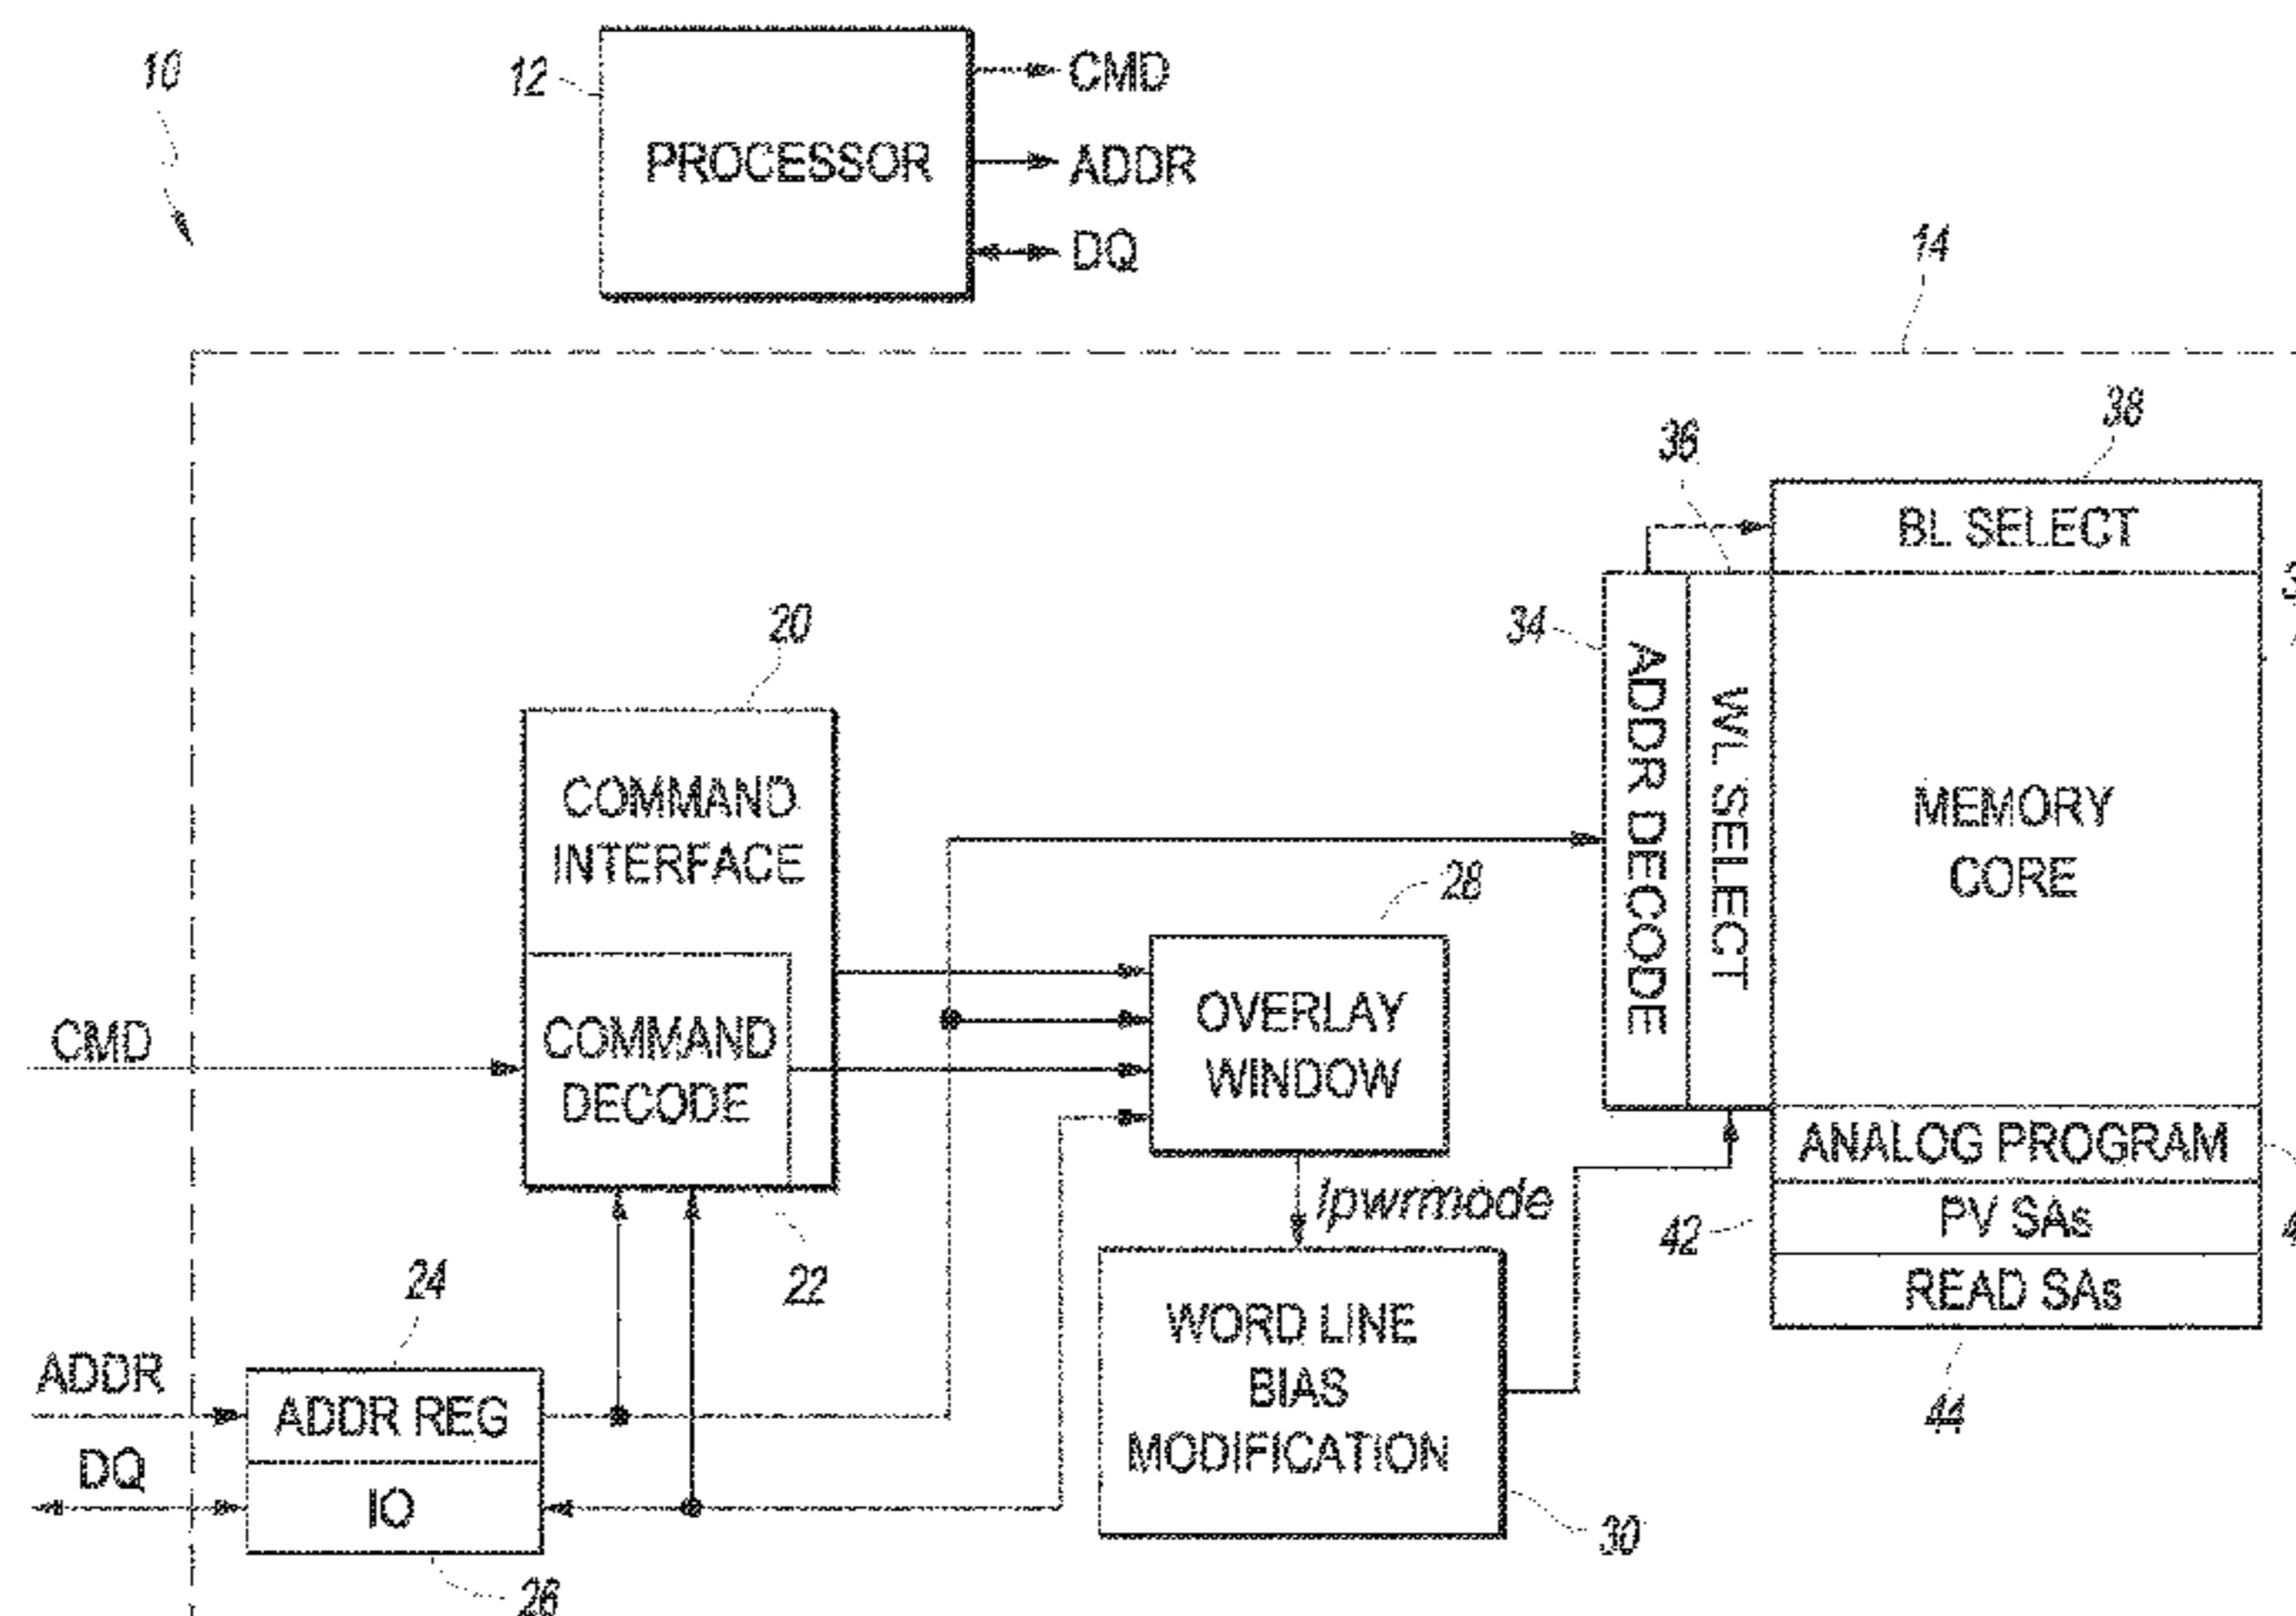 10
12
PROCESSOR
CMD
ADDR
DQ
14
38
36
BL SELECT
34
ADDR DECODE
WL SELECT
MEMORY
CORE
20
COMMAND
INTERFACE
28
CMD
COMMAND
DECODE
OVERLAY
WINDOW
ANALOG PROGRAM
42
PV SAs
READ SAs
44
lpwrmode
22
24
ADDR
ADDR REG
DQ
IO
26
WORD LINE
BIAS
MODIFICATION
30